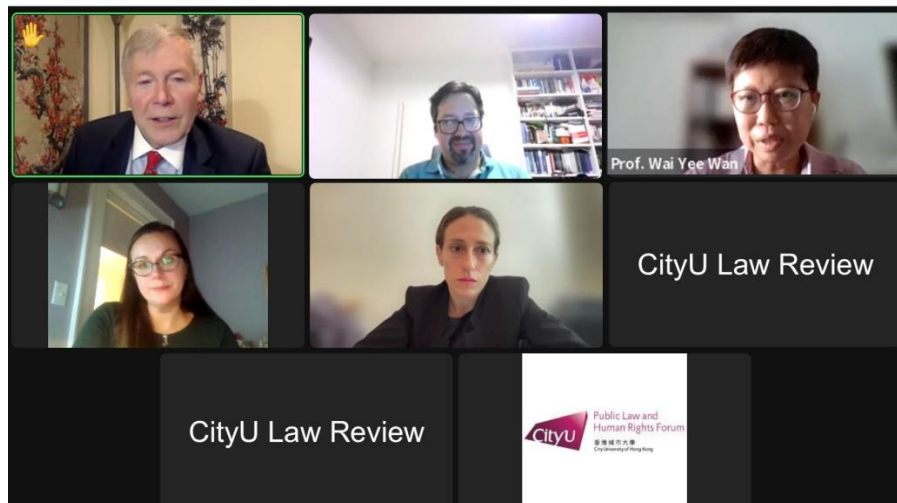 Prof. Wai Yee Wan
CityU Law Review
CityU Law Review
CityU
Public Law and
Human Rights Forum
香港城市大學
City University of Hong Kong